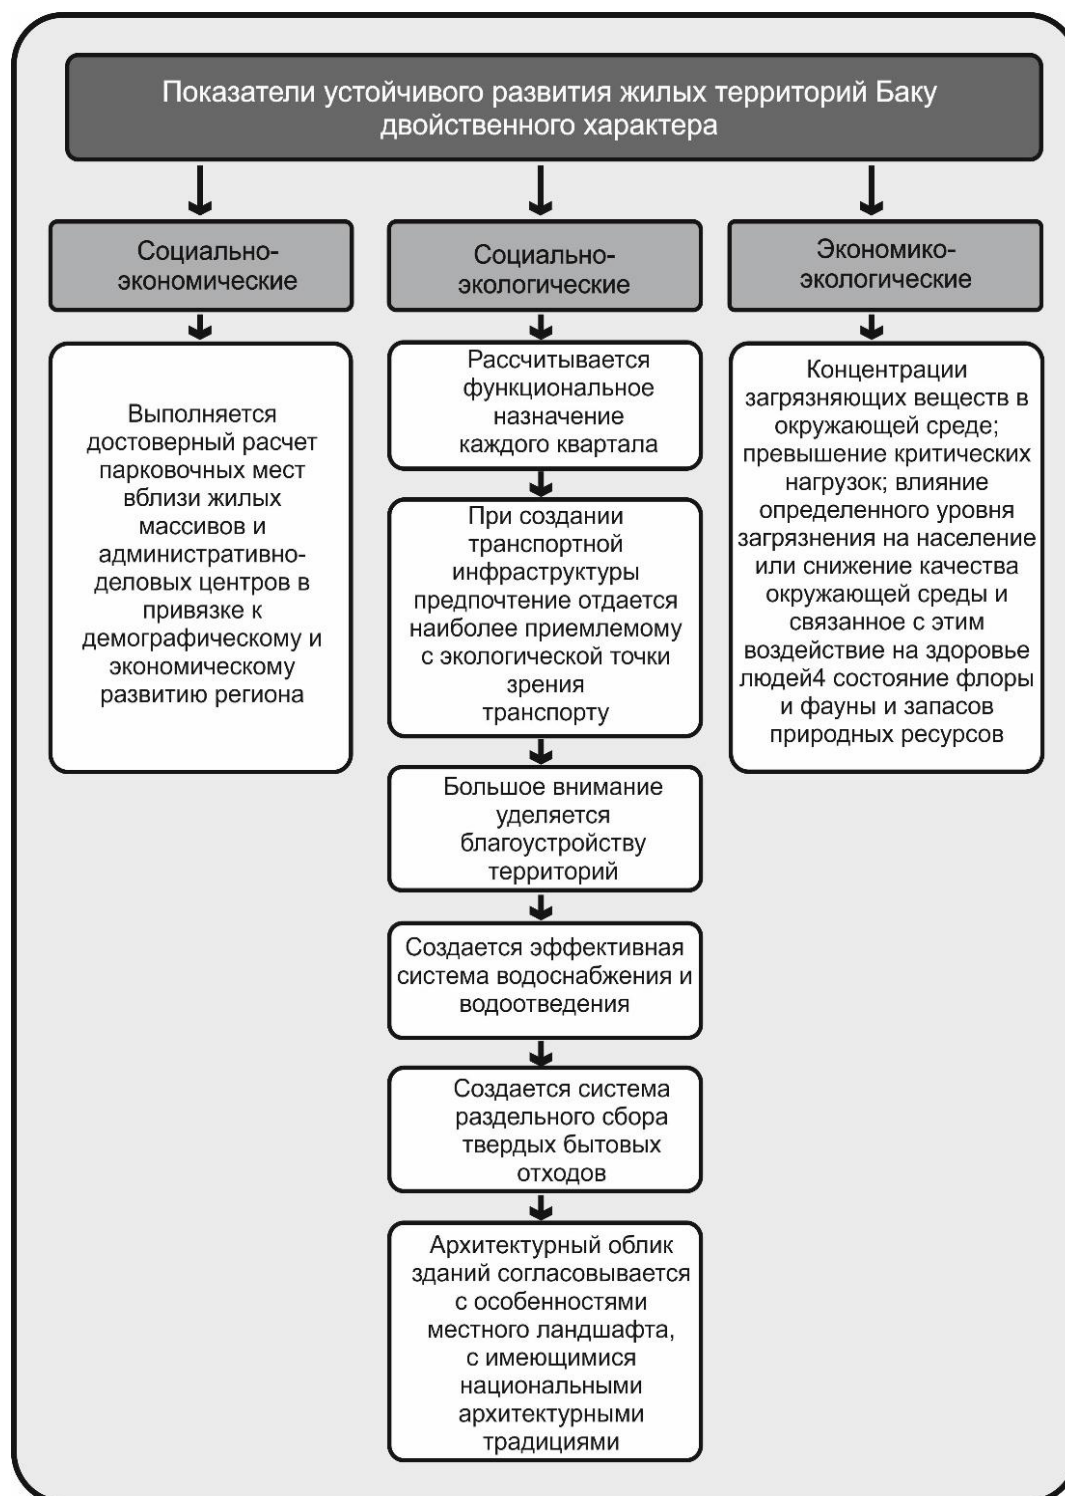 Показатели устойчивого развития жилых территорий Баку
двойственного характера
Социально-
экономические
Выполняется
достоверный расчет
парковочных мест
вблизи жилых
массивов и
административно-
деловых центров в
привязке к
демографическому и
экономическому
развитию региона
Социально-
экологические
Рассчитывается
функциональное
назначение
каждого квартала
При создании
транспортной
инфраструктуры
предпочтение отдается
наиболее приемлемому
с экологической точки
зрения
транспорту
Большое внимание
уделяется
благоустройству
территорий
Создается эффективная
система водоснабжения и
водоотведения
Создается система
раздельного сбора
твердых бытовых
отходов
Архитектурный облик
зданий согласовывается
с особенностями
местного ландшафта,
с имеющимися
национальными
архитектурными
традициями
Экономико-
экологические
Концентрации
загрязняющих веществ в
окружающей среде;
превышение критических
нагрузок; влияние
определенного уровня
загрязнения на население
или снижение качества
окружающей среды и
связанное с этим
воздействие на здоровье
людей4 состояние флоры
и фауны и запасов
природных ресурсов